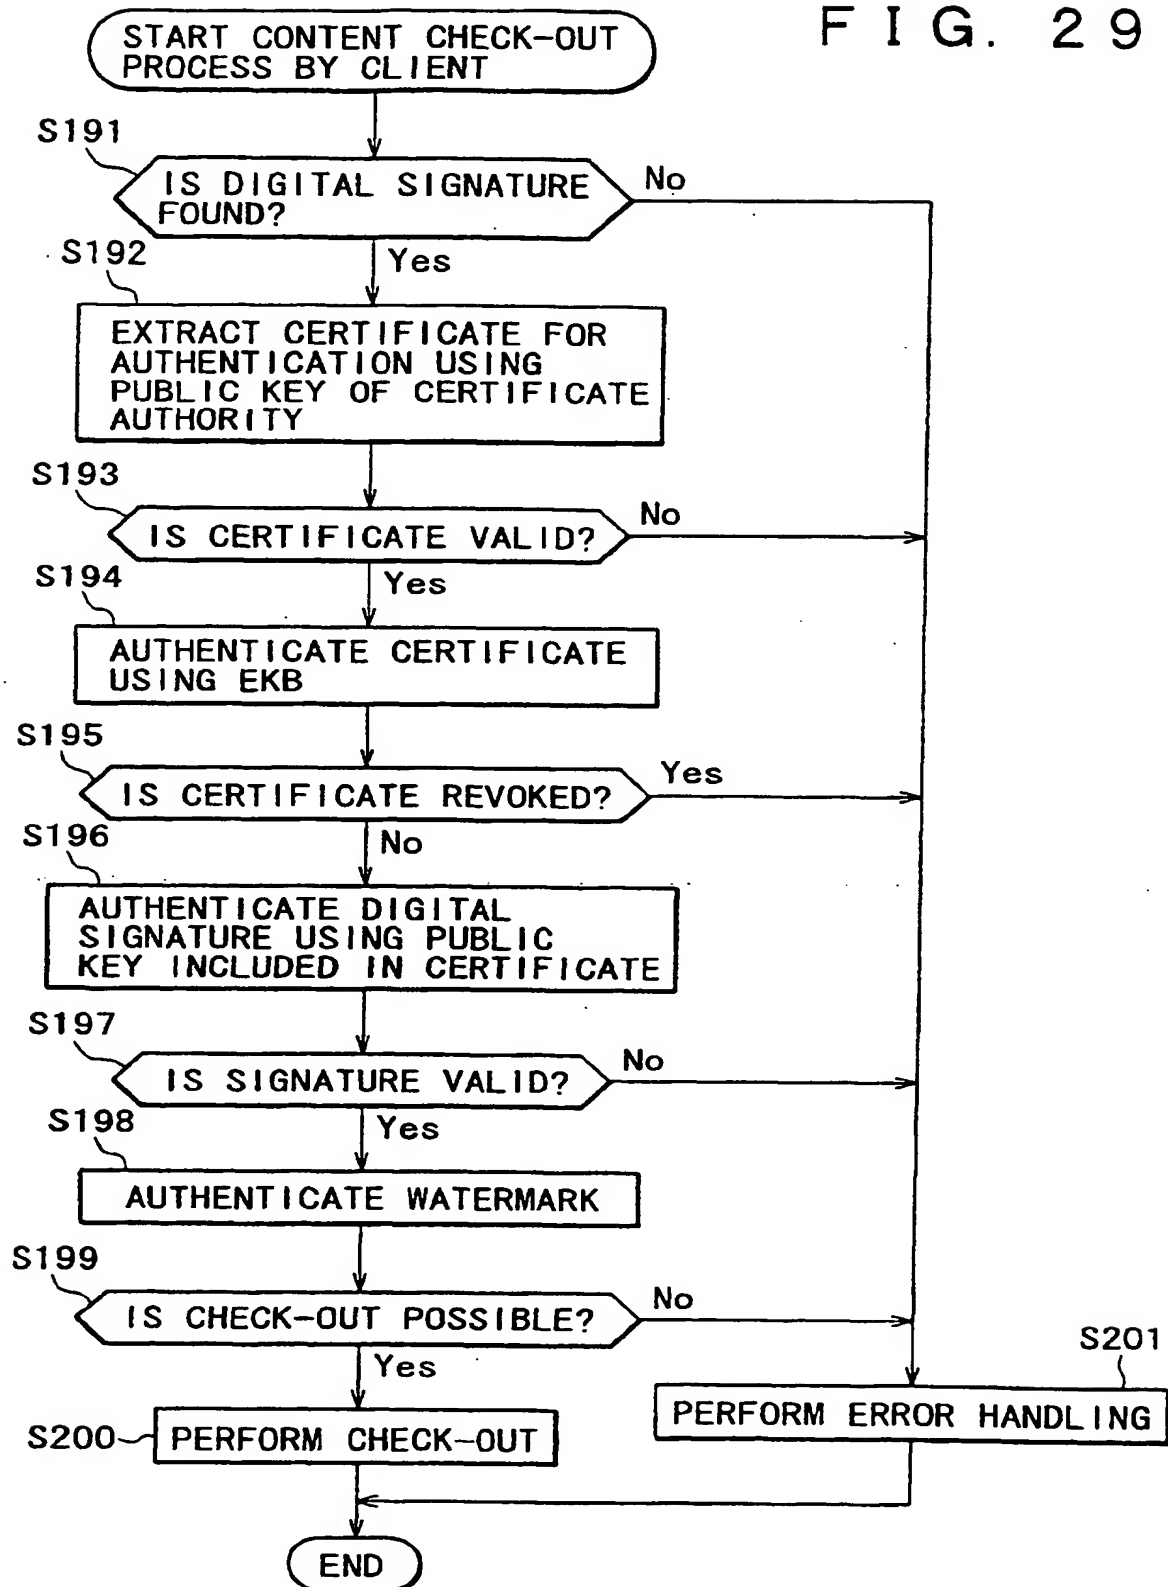 FIG. 29
START CONTENT CHECK-OUT
PROCESS BY CLIENT
S191
IS DIGITAL SIGNATURE
FOUND?
No
Yes
S192
EXTRACT CERTIFICATE FOR
AUTHENTICATION USING
PUBLIC KEY OF CERTIFICATE
AUTHORITY
S193
IS CERTIFICATE VALID?
No
Yes
S194
AUTHENTICATE CERTIFICATE
USING EKB
S195
IS CERTIFICATE REVOKED?
Yes
No
S196
AUTHENTICATE DIGITAL
SIGNATURE USING PUBLIC
KEY INCLUDED IN CERTIFICATE
S197
IS SIGNATURE VALID?
No
Yes
S198
AUTHENTICATE WATERMARK
S199
IS CHECK-OUT POSSIBLE?
No
Yes
S200
PERFORM CHECK-OUT
S201
PERFORM ERROR HANDLING
END